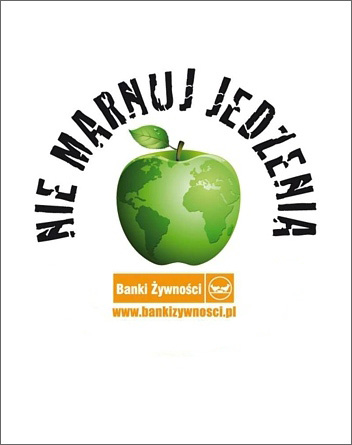 NIE MARNUJ JEDZENIA
Banki Żywności
www.bankizywnosci.pl